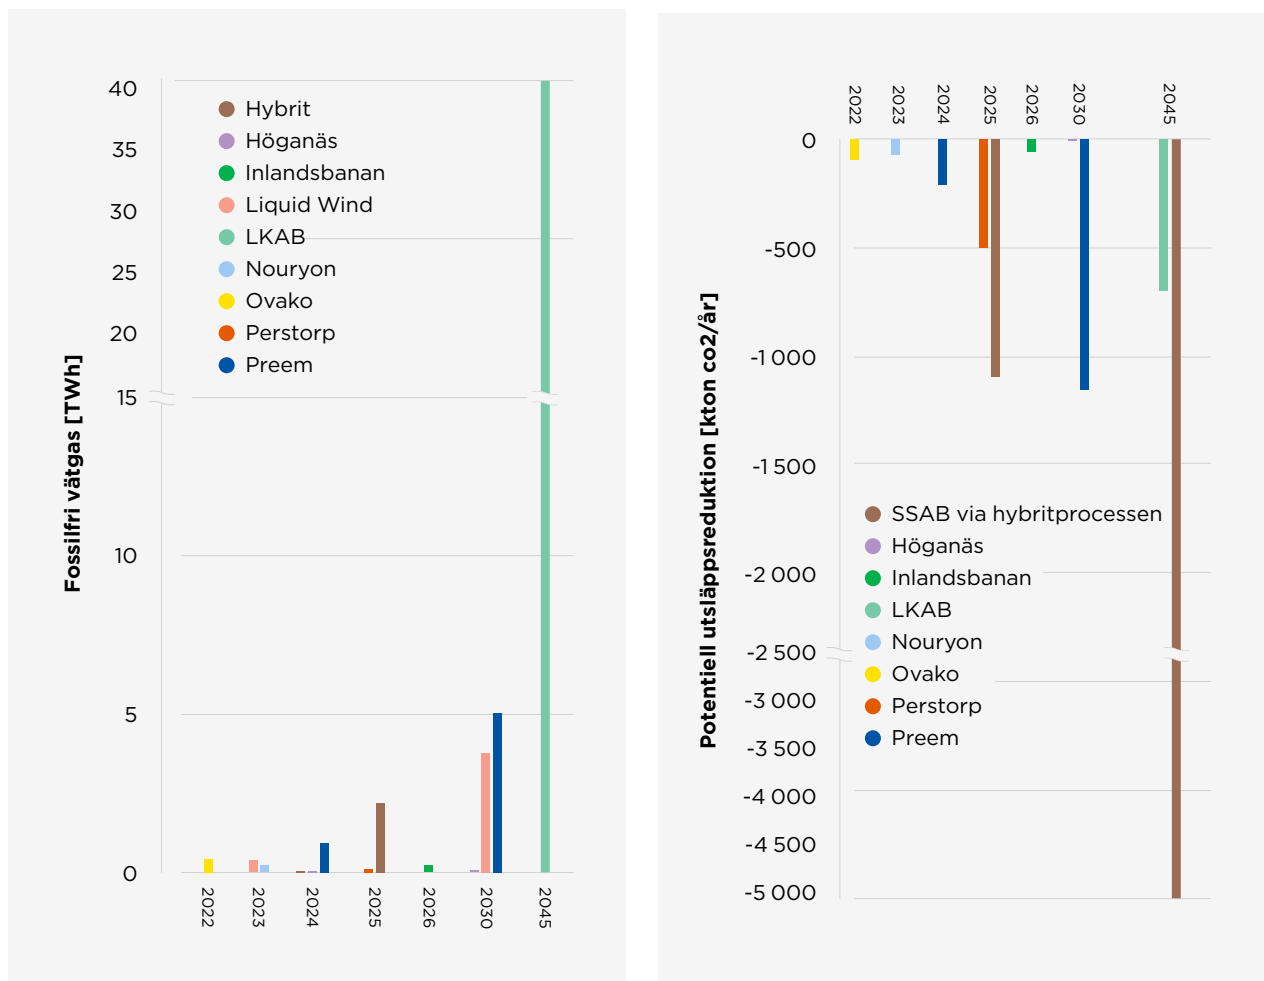 Fossilfri vätgas [TWh]
40
35
30
25
20
15
10
5
0
Hybrit
Höganäs
Inlandsbanan
Liquid Wind
LKAB
Nouryon
Ovako
Perstorp
Preem
2022
2023
2024
2025
2026
2030
2045
Potentiell utsläppsreduktion [kton co2/år]
2022
2023
2024
2025
2026
2030
2045
0
-500
-1 000
-1 500
-2 000
-2 500
-3 000
-3 500
-4 000
-4 500
-5 000
SSAB via hybritprocessen
Höganäs
Inlandsbanan
LKAB
Nouryon
Ovako
Perstorp
Preem